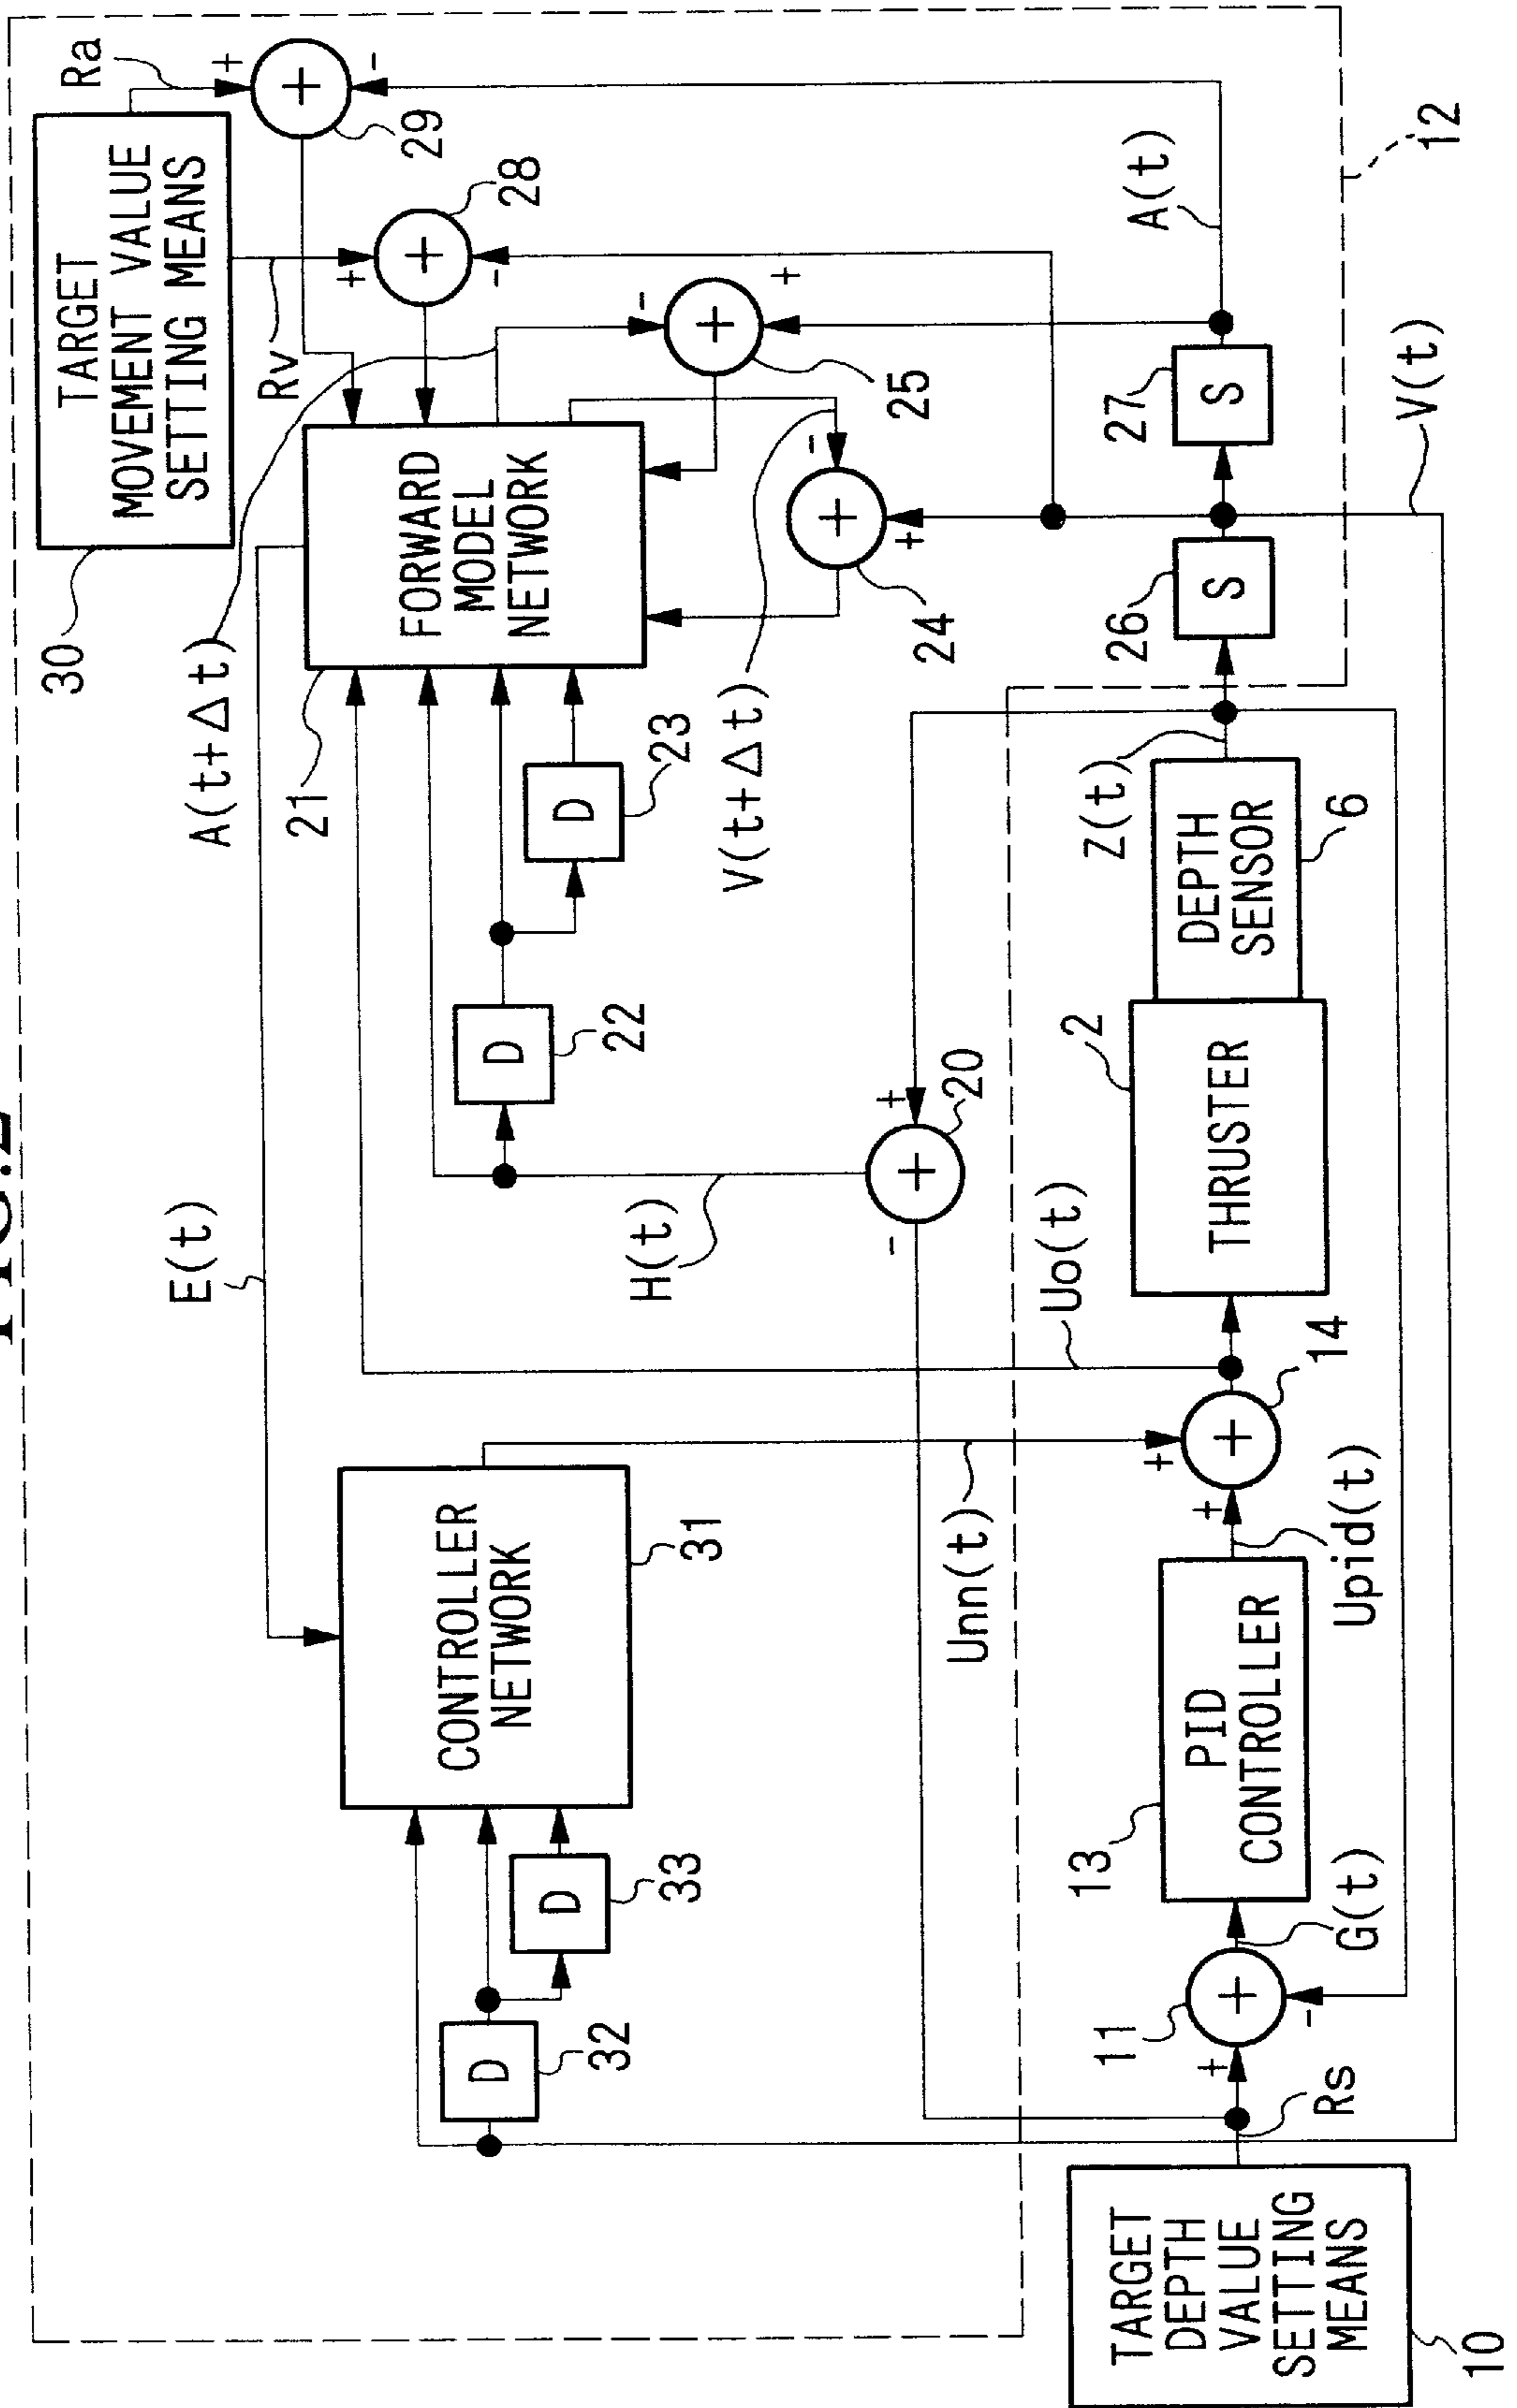 FIG.2
TARGET
MOVEMENT VALUE
SETTING MEANS
30
Ra
+
-
+
29
Rv
+
-
+
28
E(t)
A(t+Δt)
FORWARD
MODEL
NETWORK
21
-
+
+
25
V(t+Δt)
-
+
+
24
D
22
D
23
H(t)
CONTROLLER
NETWORK
31
D
32
D
33
+
-
+
20
Unn(t)
Uo(t)
TARGET
DEPTH
VALUE
SETTING
MEANS
10
Rs
+
-
+
11
G(t)
PID
CONTROLLER
13
Upid(t)
+
+
+
14
THRUSTER
2
DEPTH
SENSOR
6
Z(t)
S
26
S
27
A(t)
V(t)
12